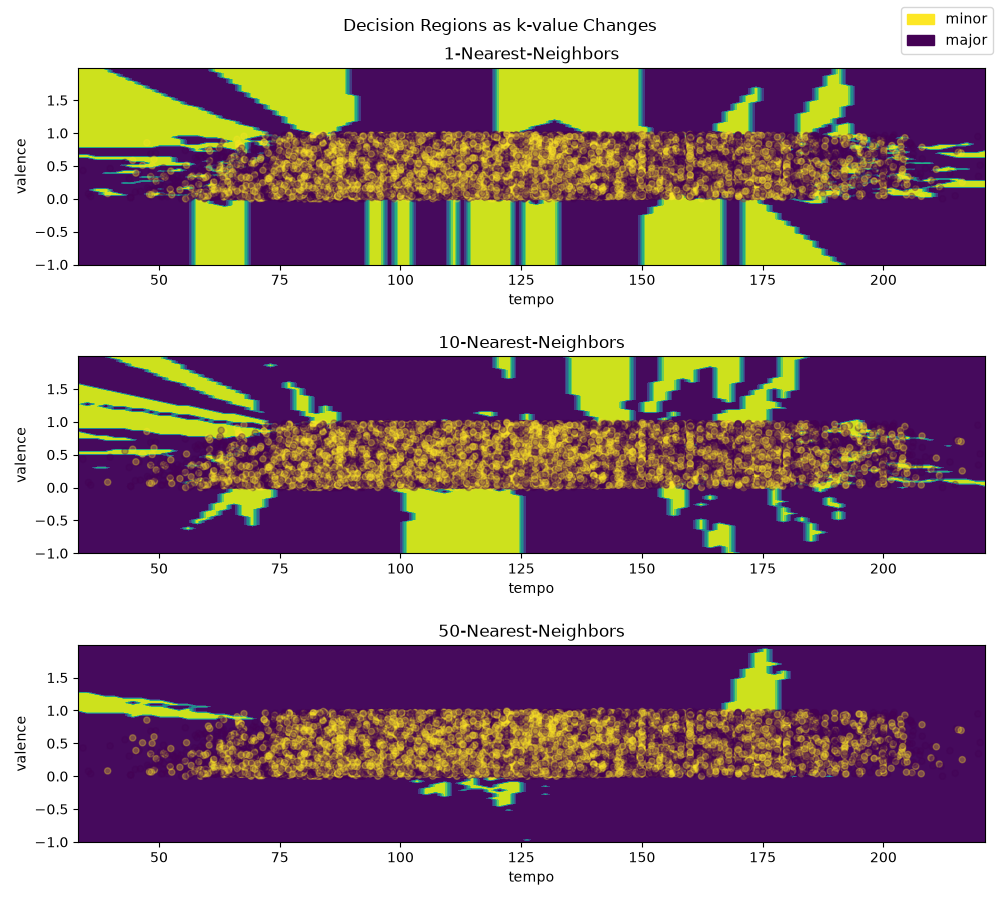 Decision Regions as k-value Changes
minor
major
1-Nearest-Neighbors
valence
1.5
1.0
0.5
0.0
−0.5
−1.0
50 75 100 125 150 175 200
tempo
10-Nearest-Neighbors
valence
1.5
1.0
0.5
0.0
−0.5
−1.0
50 75 100 125 150 175 200
tempo
50-Nearest-Neighbors
valence
1.5
1.0
0.5
0.0
−0.5
−1.0
50 75 100 125 150 175 200
tempo